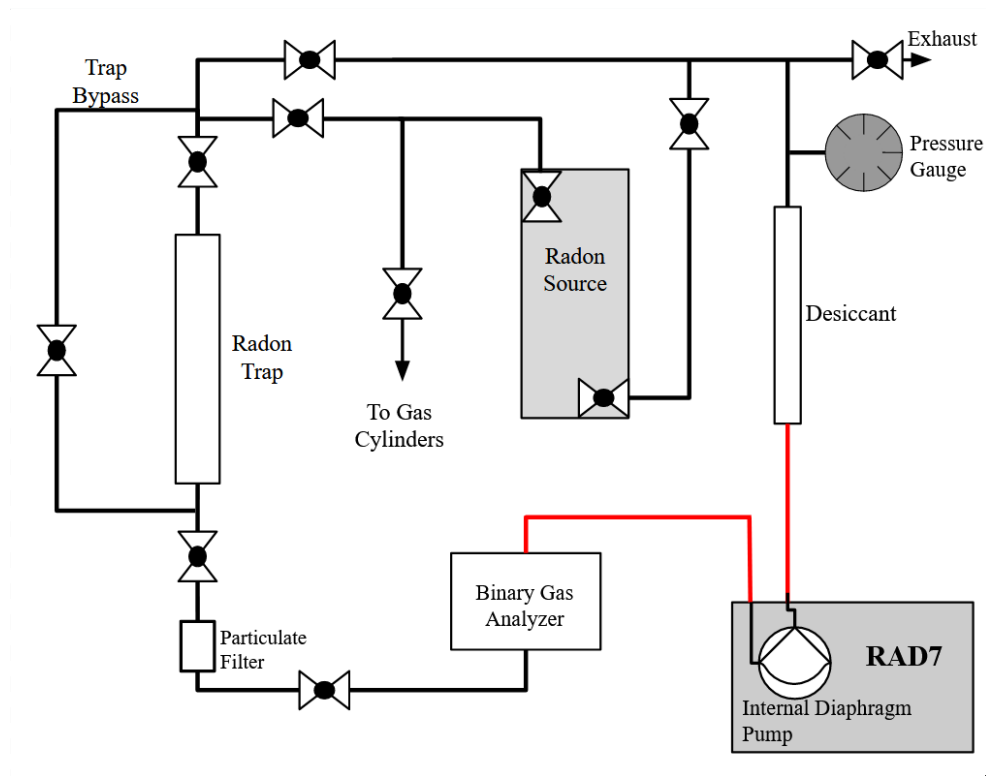 Exhaust
Trap
Bypass
Pressure
Gauge
Radon
Source
Desiccant
Radon
Trap
To Gas
Cylinders
Binary Gas
Analyzer
Particulate
Filter
RAD7
Internal Diaphragm
Pump